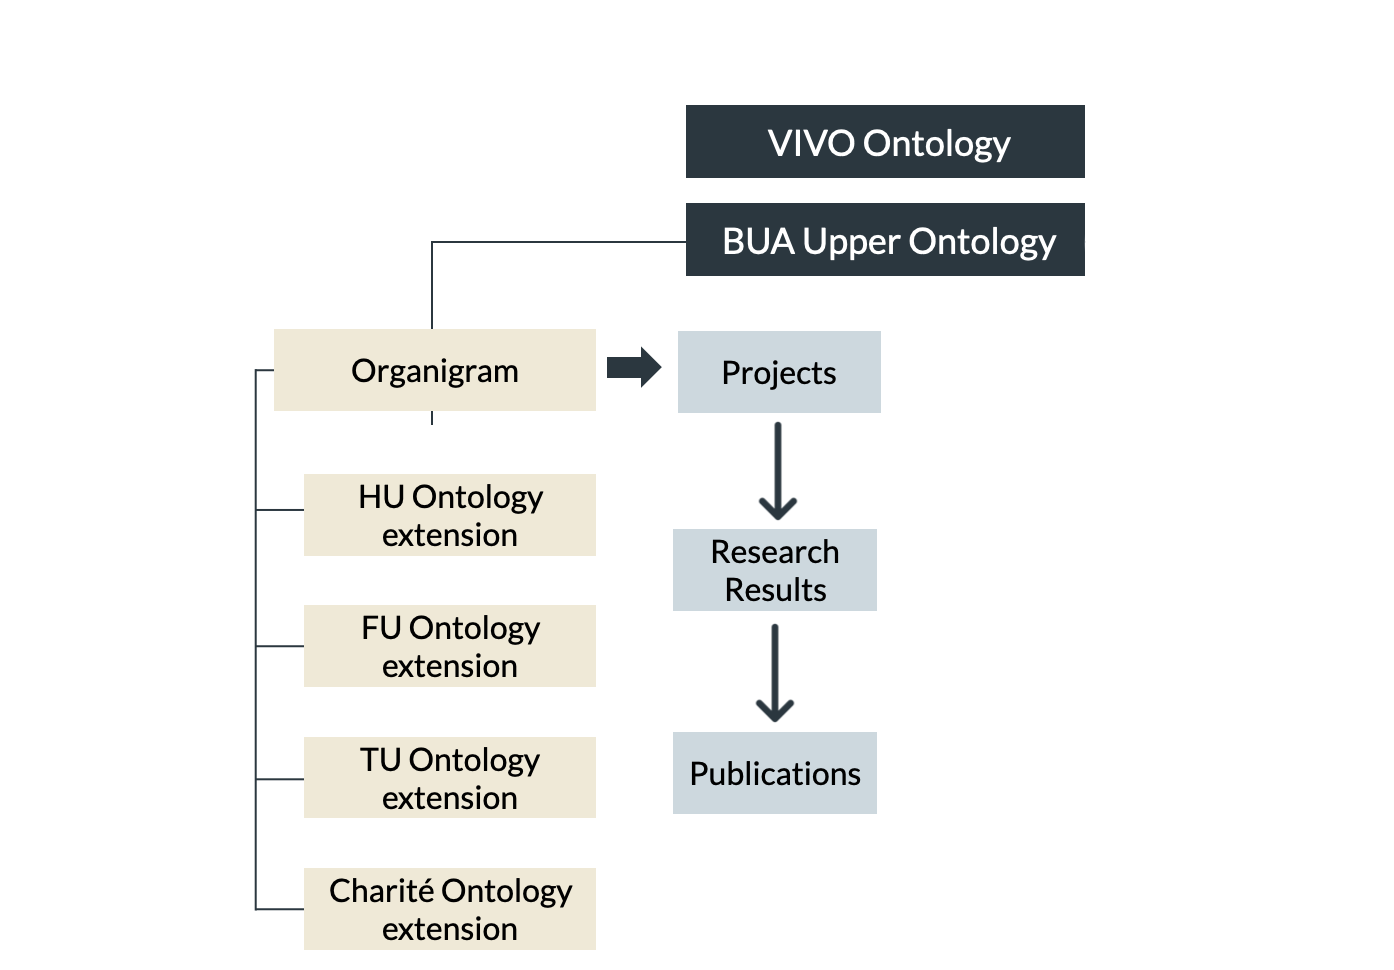 VIVO Ontology
BUA Upper Ontology
Organigram
Projects
HU Ontology
extension
Research
Results
FU Ontology
extension
TU Ontology
extension
Publications
Charité Ontology
extension